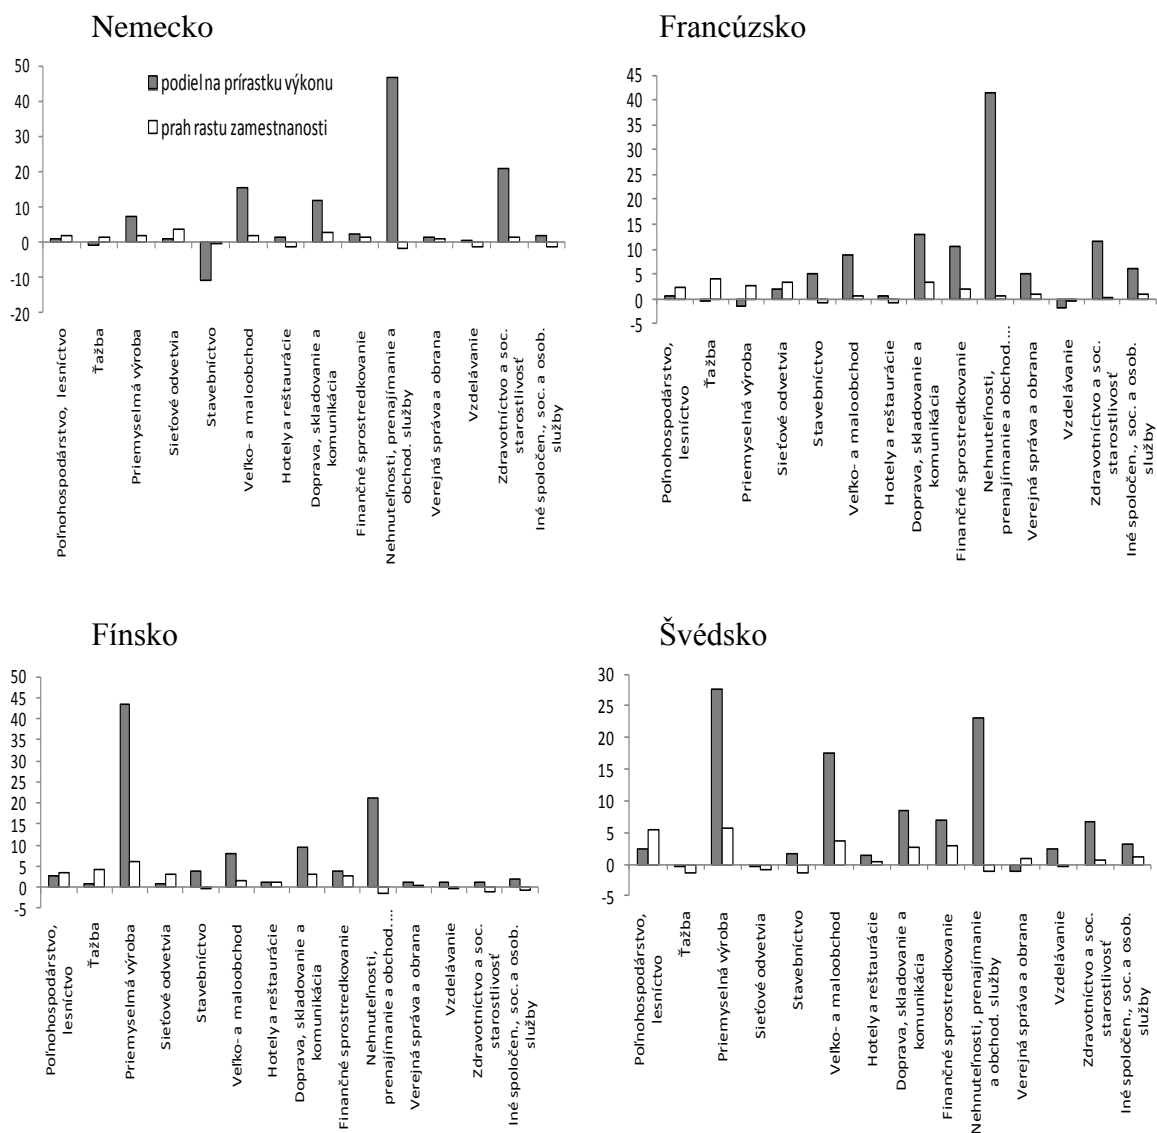 Nemecko
50
40
30
20
10
0
-10
-20
podiel na prírastku výkonu
prah rastu zamestnanosti
Poľnohospodárstvo, lesníctvo
Ťažba
Priemyselmá výroba
Sieťové odvetvia
Stavebníctvo
Veľko- a maloobchod
Hotely a reštaurácie
Doprava, skladovanie a
komunikácia
Finančné sprostredkovanie
Nehnuteľnosti, prenajímanie a
obchod. služby
Verejná správa a obrana
Vzdelávanie
Zdravotníctvo a soc.
starostlivosť
Iné spoločen., soc. a osob.
služby
Francúzsko
45
40
35
30
25
20
15
10
5
0
-5
Poľnohospodárstvo,
lesníctvo
Ťažba
Priemyselná výroba
Sieťové odvetvia
Stavebníctvo
Veľko- a maloobchod
Hotely a reštaurácie
Doprava, skladovanie a
komunikácia
Finančné sprostredkovanie
Nehnuteľnosti,
prenajímanie a obchod....
Verejná správa a obrana
Vzdelávanie
Zdravotníctvo a soc.
starostlivosť
Iné spoločen., soc. a osob.
služby
Fínsko
50
45
40
35
30
25
20
15
10
5
0
-5
Poľnohospodárstvo,
lesníctvo
Ťažba
Priemyselmá výroba
Sieťové odvetvia
Stavebníctvo
Veľko- a maloobchod
Hotely a reštaurácie
Doprava, skladovanie a
komunikácia
Finančné sprostredkovanie
Nehnuteľnosti,
prenajímanie a obchod....
Verejná správa a obrana
Vzdelávanie
Zdravotníctvo a soc.
starostlivosť
Iné spoločen., soc. a osob.
služby
Švédsko
30
25
20
15
10
5
0
-5
Poľnohospodárstvo,
lesníctvo
Ťažba
Priemyselná výroba
Sieťové odvetvia
Stavebníctvo
Veľko- a maloobchod
Hotely a reštaurácie
Doprava, skladovanie a
komunikácia
Finančné sprostredkovanie
Nehnuteľnosti, prenajímanie
a obchod. služby
Verejná správa a obrana
Vzdelávanie
Zdravotníctvo a soc.
starostlivosť
Iné spoločen., soc. a osob.
služby